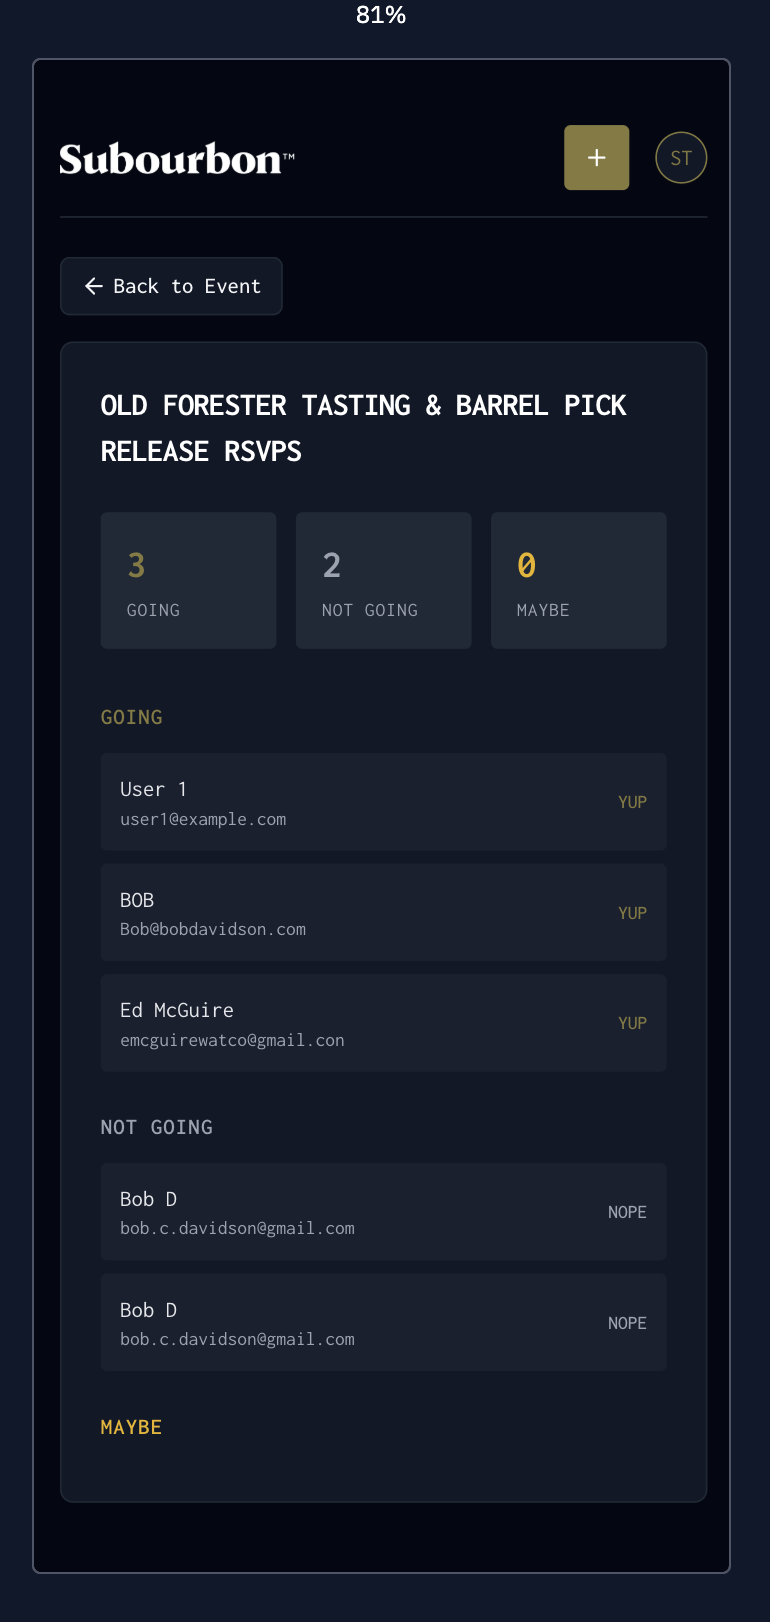 81%
Subourbon™
+
ST
← Back to Event
OLD FORESTER TASTING & BARREL PICK
RELEASE RSVPS
3
GOING
2
NOT GOING
0
MAYBE
GOING
User 1
user1@example.com
YUP
BOB
Bob@bobdavidson.com
YUP
Ed McGuire
emcguirewatco@gmail.con
YUP
NOT GOING
Bob D
bob.c.davidson@gmail.com
NOPE
Bob D
bob.c.davidson@gmail.com
NOPE
MAYBE